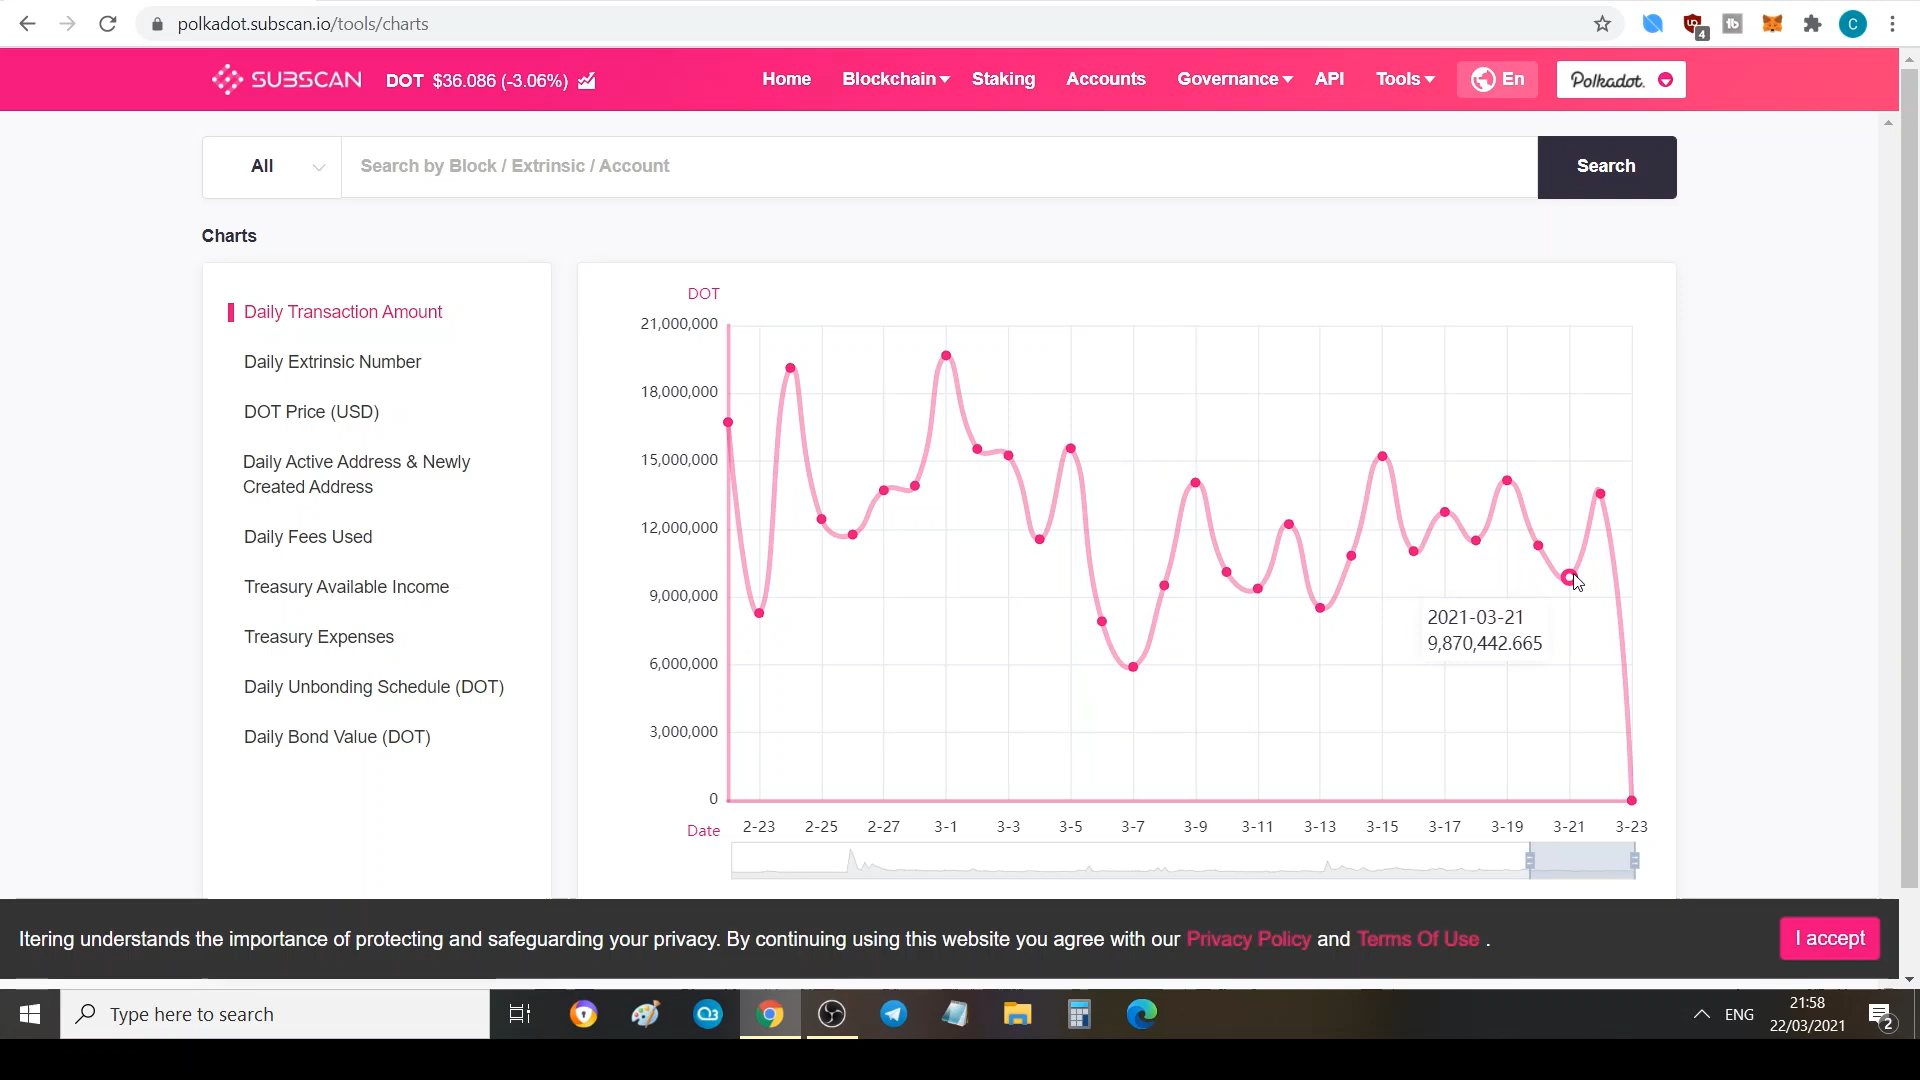 polkadot.subscan.io/tools/charts
4
tb
C
SUBSCAN
DOT $36.086 (-3.06%)
Home
Blockchain
Staking
Accounts
Governance
API
Tools
En
Polkadot.
All
Search by Block / Extrinsic / Account
Search
Charts
Daily Transaction Amount
Daily Extrinsic Number
DOT Price (USD)
Daily Active Address & Newly
Created Address
Daily Fees Used
Treasury Available Income
Treasury Expenses
Daily Unbonding Schedule (DOT)
Daily Bond Value (DOT)
DOT
21,000,000
18,000,000
15,000,000
12,000,000
9,000,000
6,000,000
3,000,000
0
2021-03-21
9,870,442.665
Date
2-23
2-25
2-27
3-1
3-3
3-5
3-7
3-9
3-11
3-13
3-15
3-17
3-19
3-21
3-23
Itering understands the importance of protecting and safeguarding your privacy. By continuing using this website you agree with our Privacy Policy and Terms Of Use .
I accept
Type here to search
ENG
21:58
22/03/2021
2